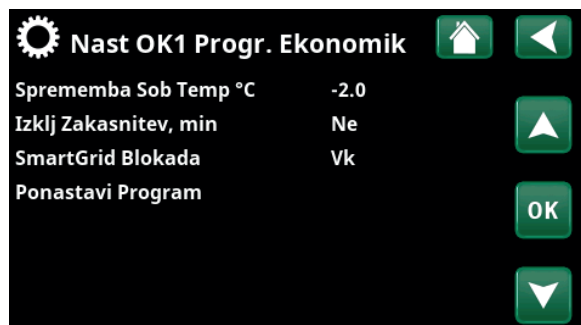 Nast OK1 Progr. Ekonomik
Sprememba Sob Temp °C -2.0
Izklj Zakasnitev, min Ne
SmartGrid Blokada Vk
Ponastavi Program
OK